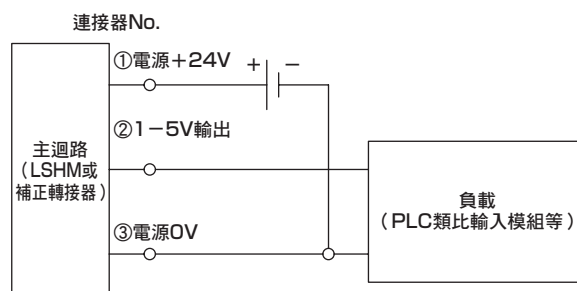 連接器No.
①電源＋24V
＋ －
②1－5V輸出
主迴路
（LSHM或
補正轉接器）
負載
（PLC類比輸入模組等）
③電源0V